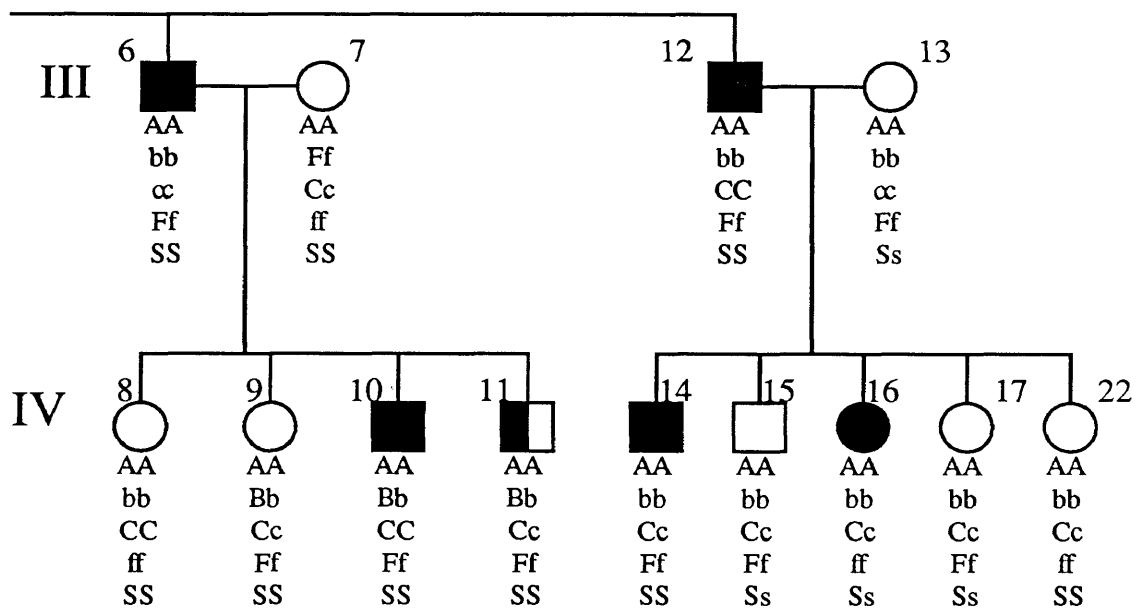 6 7 12 13
III
AA AA AA AA
bb Ff bb bb
cc Cc CC cc
Ff ff Ff Ff
SS SS SS Ss
8 9 10 11 14 15 16 17 22
IV
AA AA AA AA AA AA AA AA AA
bb Bb Bb Bb bb bb bb bb bb
CC Cc CC Cc Cc Cc Cc Cc Cc
ff Ff Ff Ff Ff Ff ff Ff ff
SS SS SS SS SS Ss Ss Ss SS